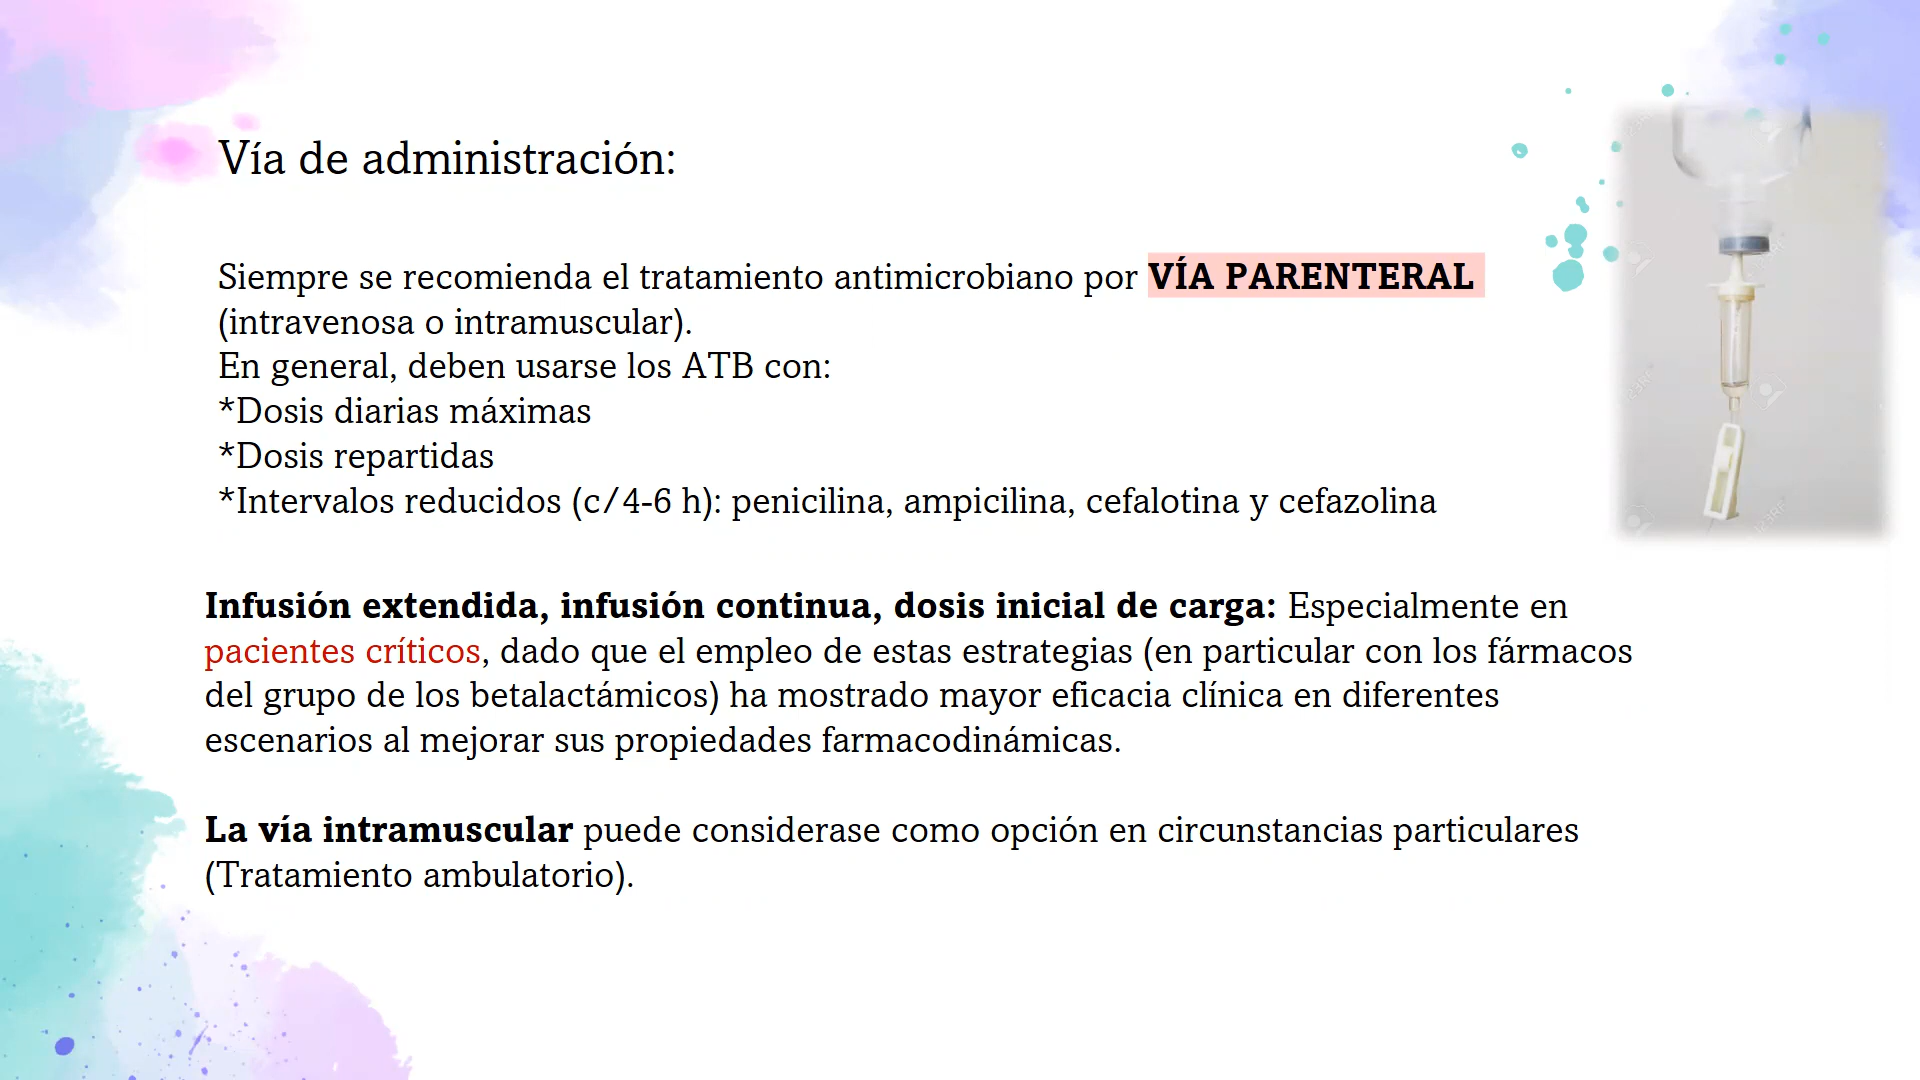 Vía de administración:
Siempre se recomienda el tratamiento antimicrobiano por VÍA PARENTERAL
(intravenosa o intramuscular).
En general, deben usarse los ATB con:
*Dosis diarias máximas
*Dosis repartidas
*Intervalos reducidos (c/4-6 h): penicilina, ampicilina, cefalotina y cefazolina
Infusión extendida, infusión continua, dosis inicial de carga: Especialmente en
pacientes críticos, dado que el empleo de estas estrategias (en particular con los fármacos
del grupo de los betalactámicos) ha mostrado mayor eficacia clínica en diferentes
escenarios al mejorar sus propiedades farmacodinámicas.
La vía intramuscular puede considerase como opción en circunstancias particulares
(Tratamiento ambulatorio).